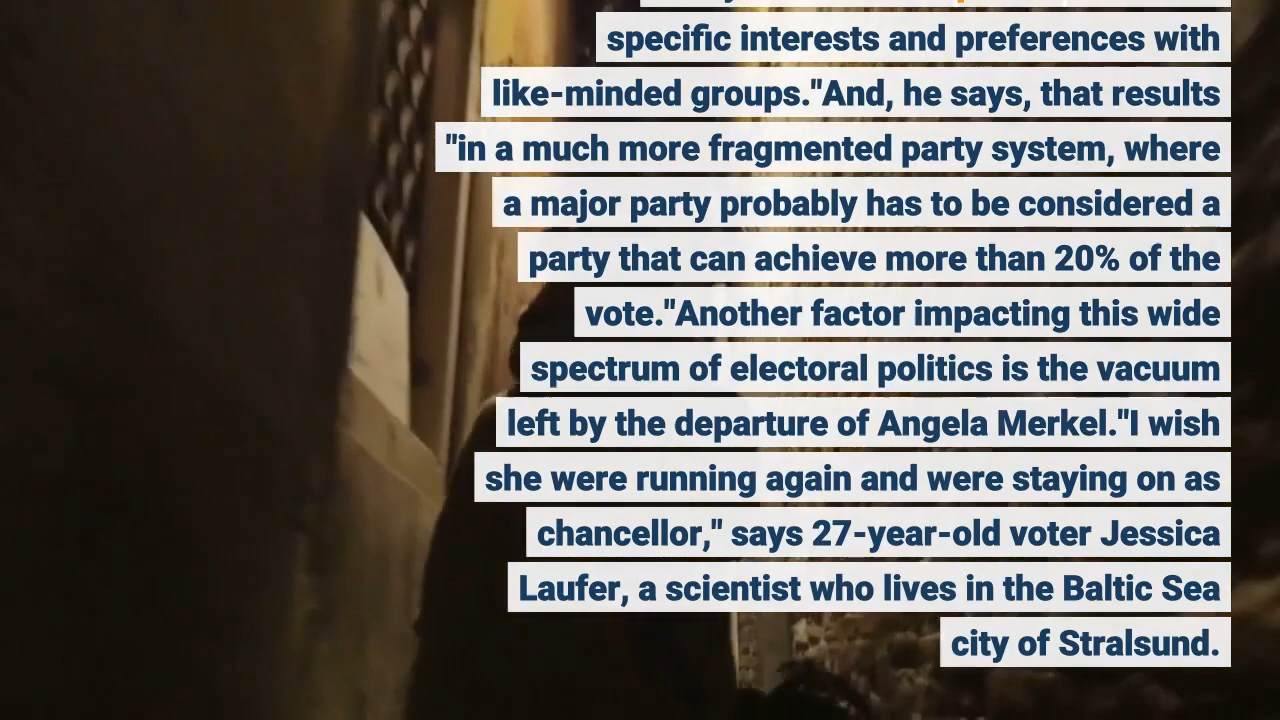 specific interests and preferences with
like-minded groups."And, he says, that results
"in a much more fragmented party system, where
a major party probably has to be considered a
party that can achieve more than 20% of the
vote."Another factor impacting this wide
spectrum of electoral politics is the vacuum
left by the departure of Angela Merkel."I wish
she were running again and were staying on as
chancellor," says 27-year-old voter Jessica
Laufer, a scientist who lives in the Baltic Sea
city of Stralsund.